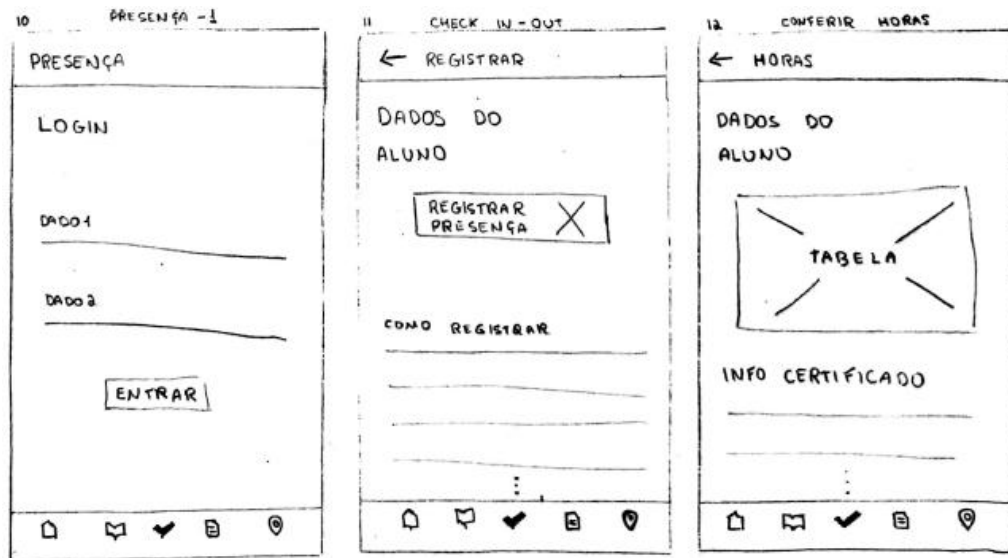 10 PRESENÇA - 1
PRESENÇA
LOGIN
DADO 1
DADO 2
ENTRAR
11 CHECK IN - OUT
← REGISTRAR
DADOS DO
ALUNO
REGISTRAR
PRESENÇA
COMO REGISTRAR
12 CONFERIR HORAS
← HORAS
DADOS DO
ALUNO
TABELA
INFO CERTIFICADO